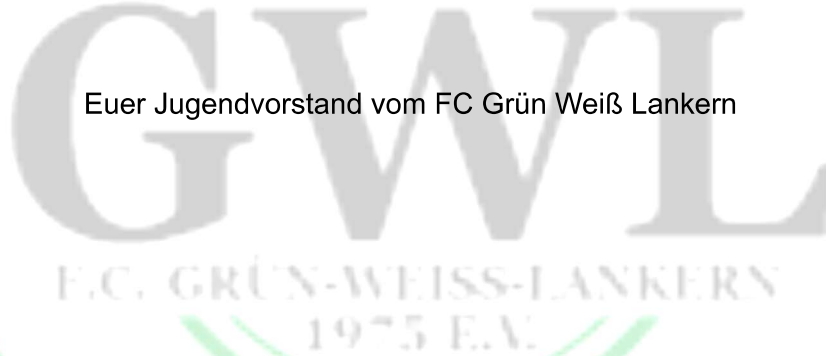 GWL
Euer Jugendvorstand vom FC Grün Weiß Lankern
F.C. GRÜN-WEISS-LANKERN
1975 E.V.